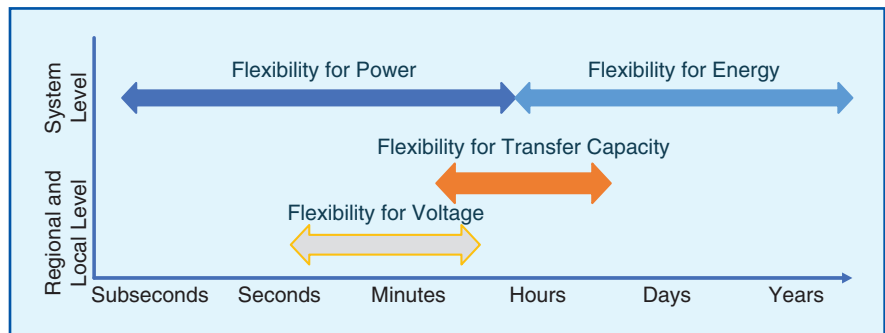 System
Level
Flexibility for Power
Flexibility for Energy
Regional and
Local Level
Flexibility for Transfer Capacity
Flexibility for Voltage
Subseconds Seconds Minutes Hours Days Years